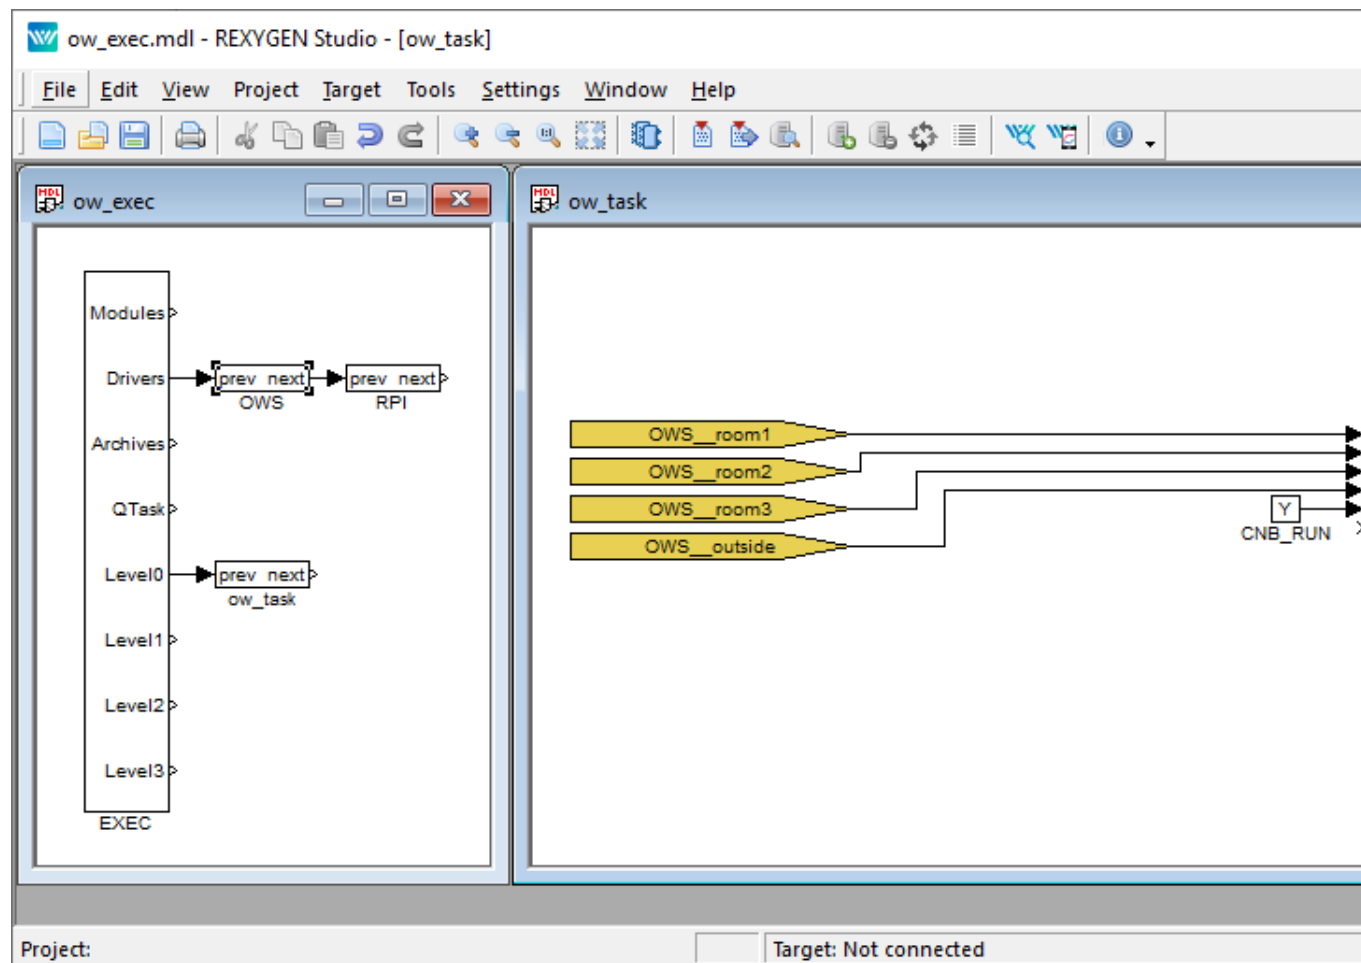 ow_exec.mdl - REXYGEN Studio - [ow_task]
File Edit View Project Target Tools Settings Window Help
ow_exec
Modules
Drivers prev next prev next
OWS RPI
Archives
QTask
Level0 prev next
ow_task
Level1
Level2
Level3
EXEC
ow_task
OWS__room1
OWS__room2
OWS__room3
Y
CNB_RUN
OWS__outside
Project: Target: Not connected